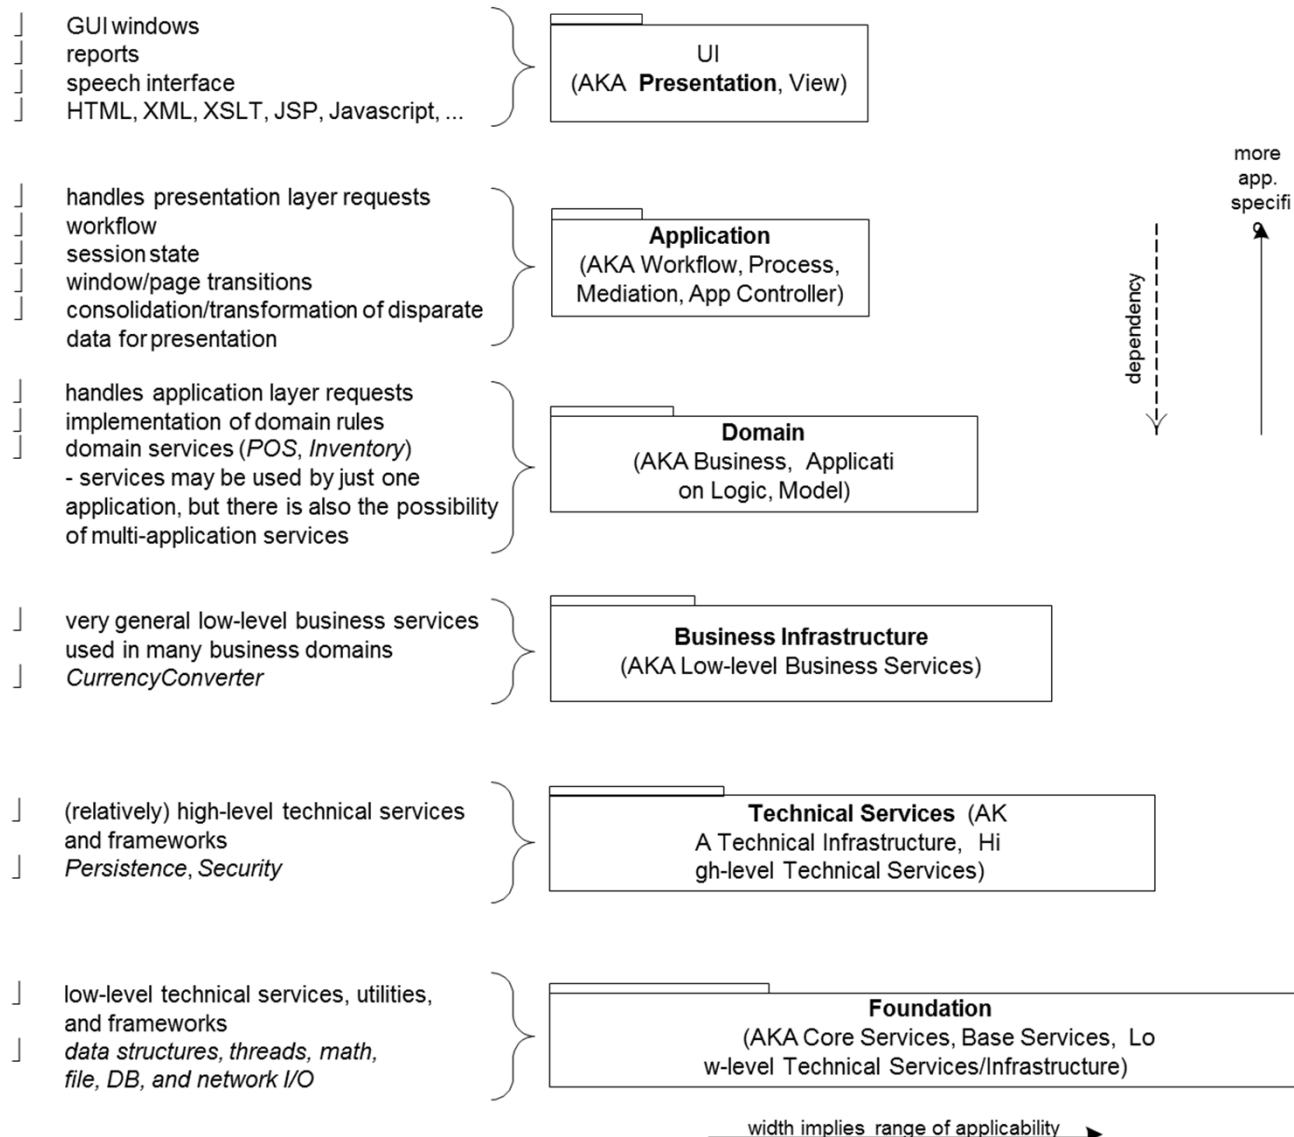 GUI windows
reports
speech interface
HTML, XML, XSLT, JSP, Javascript, ...
UI
(AKA Presentation, View)
more
app.
specifi
c
handles presentation layer requests
workflow
session state
window/page transitions
consolidation/transformation of disparate
data for presentation
Application
(AKA Workflow, Process,
Mediation, App Controller)
dependency
handles application layer requests
implementation of domain rules
domain services (POS, Inventory)
- services may be used by just one
application, but there is also the possibility
of multi-application services
Domain
(AKA Business, Applicati
on Logic, Model)
very general low-level business services
used in many business domains
CurrencyConverter
Business Infrastructure
(AKA Low-level Business Services)
(relatively) high-level technical services
and frameworks
Persistence, Security
Technical Services (AK
A Technical Infrastructure, Hi
gh-level Technical Services)
low-level technical services, utilities,
and frameworks
data structures, threads, math,
file, DB, and network I/O
Foundation
(AKA Core Services, Base Services, Lo
w-level Technical Services/Infrastructure)
width implies range of applicability